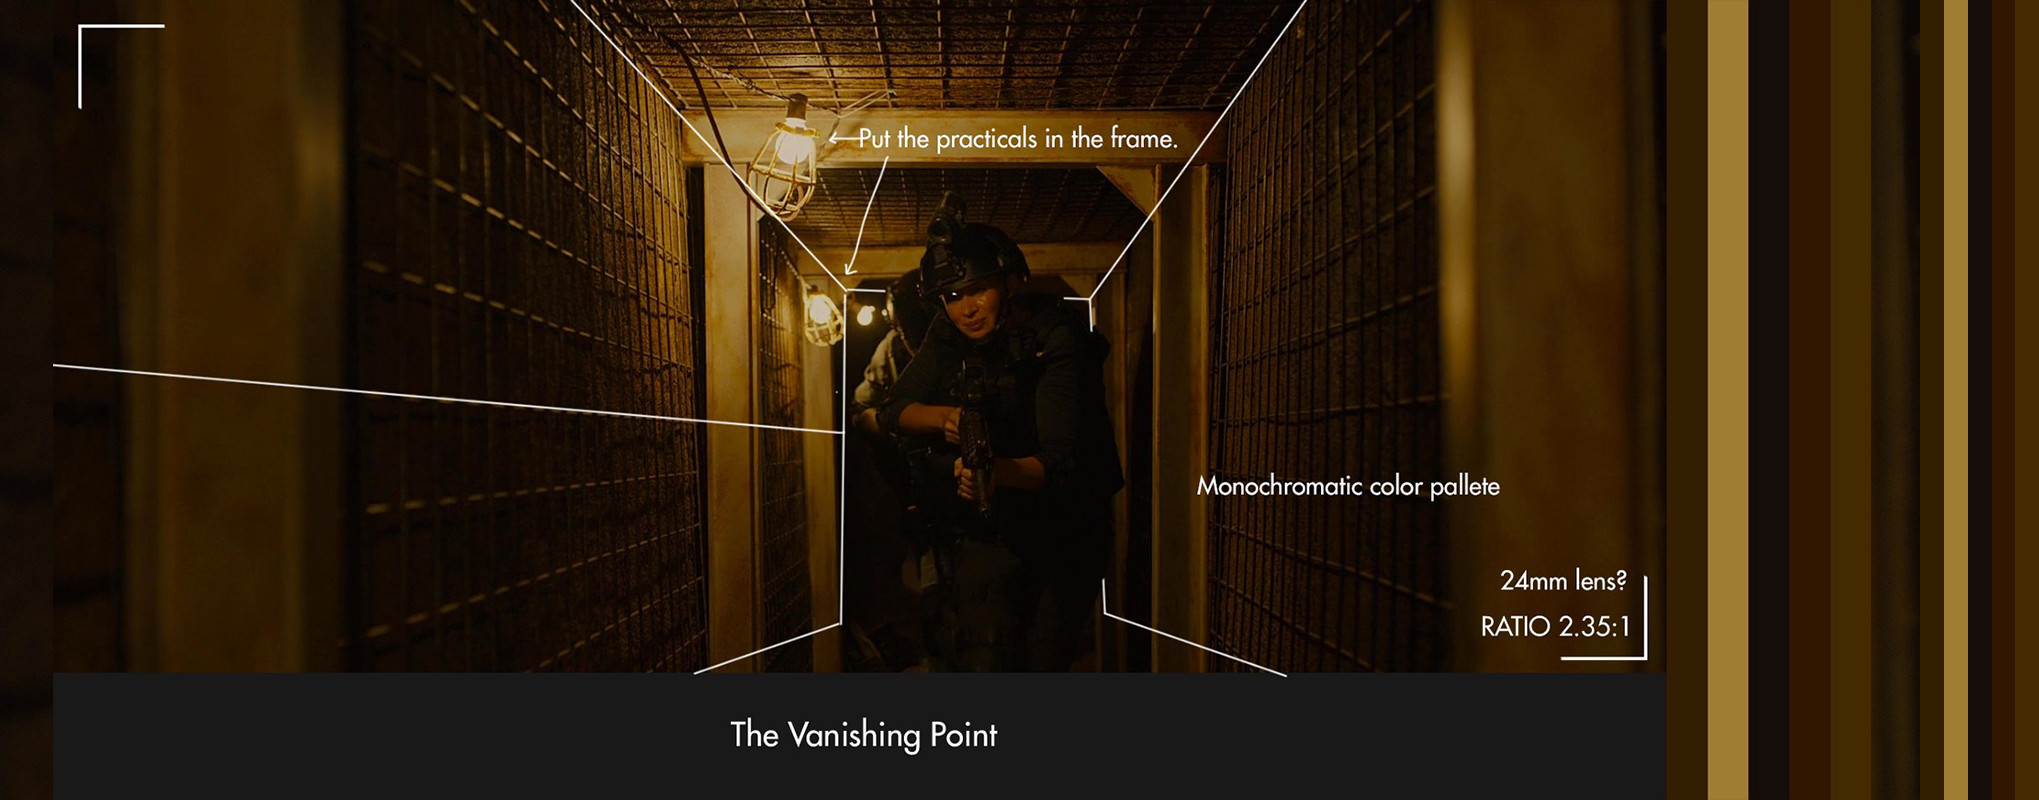 Put the practicals in the frame.
Monochromatic color pallete
24mm lens?
RATIO 2.35:1
The Vanishing Point